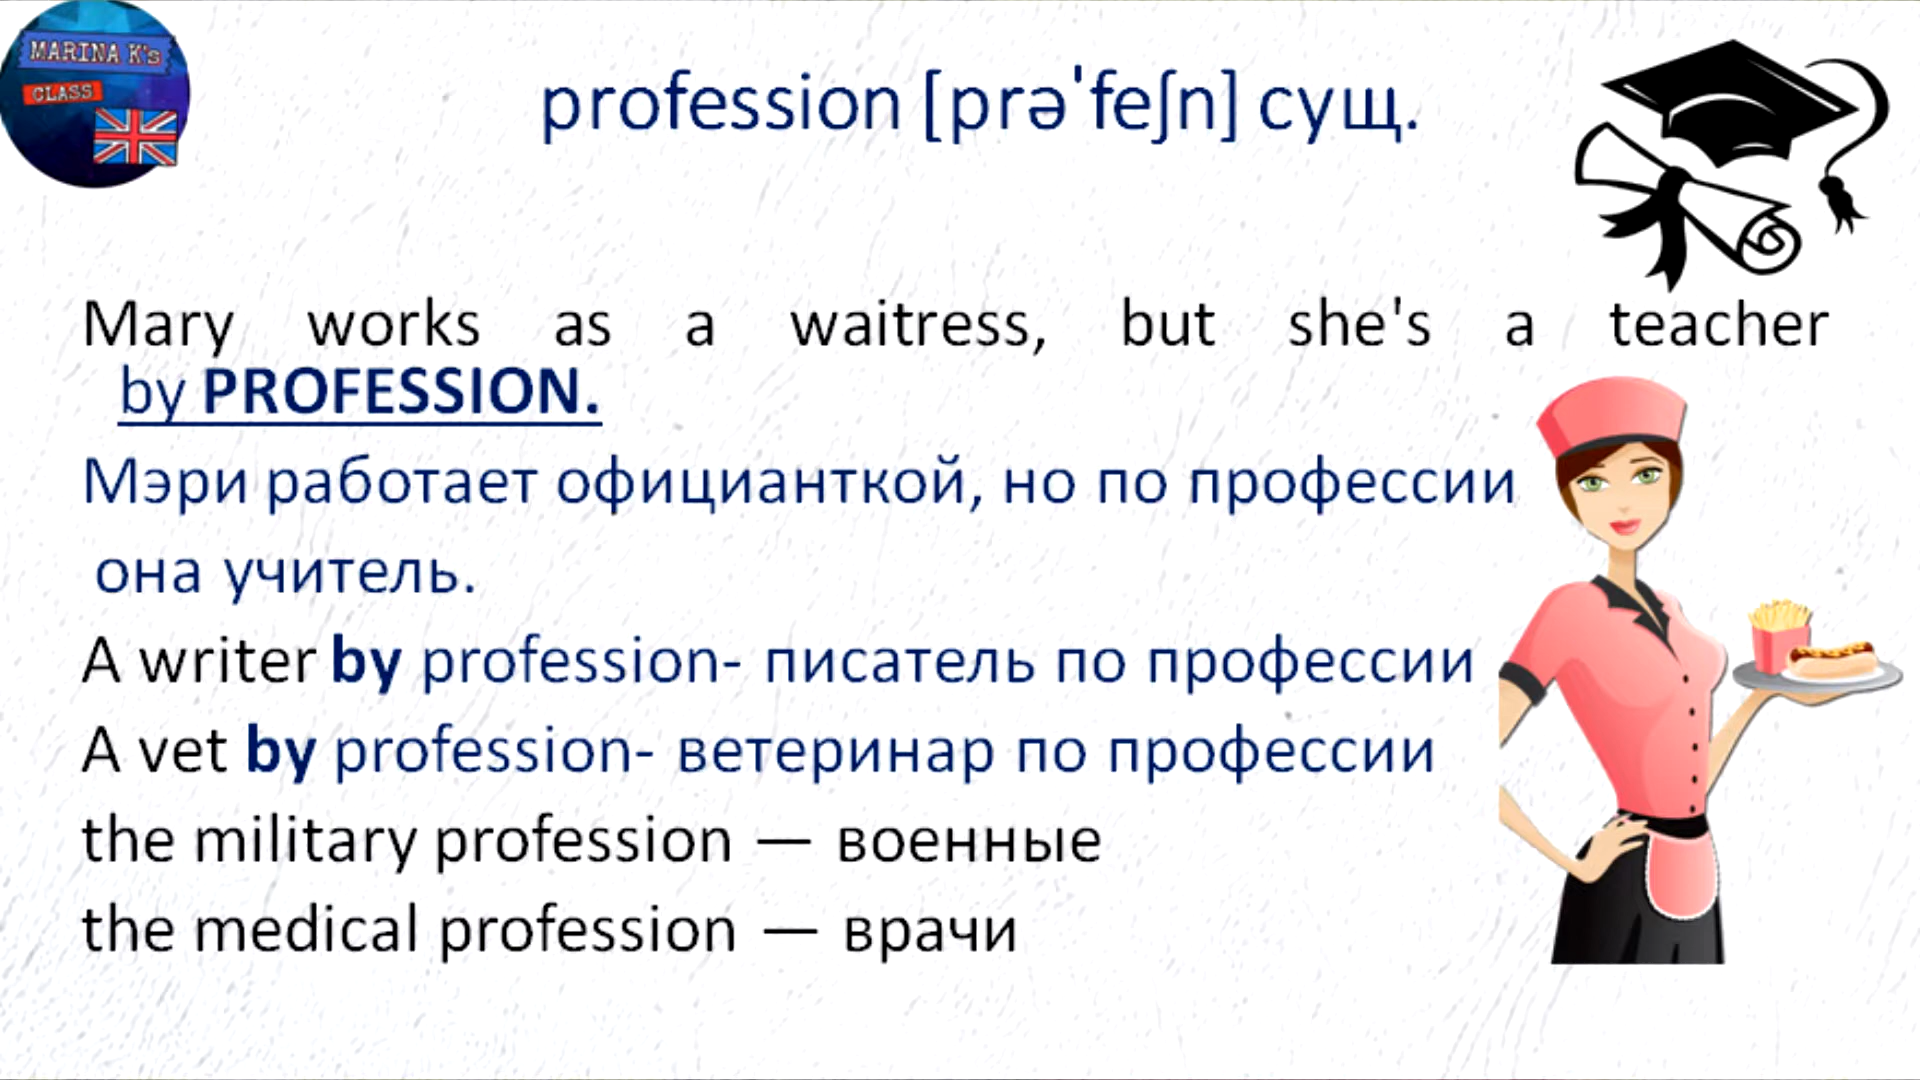 MARINA K's
CLASS
profession [prə'feʃn] сущ.
Mary works as a waitress, but she's a teacher
by PROFESSION.
Мэри работает официанткой, но по профессии
она учитель.
A writer by profession- писатель по профессии
A vet by profession- ветеринар по профессии
the military profession — военные
the medical profession — врачи